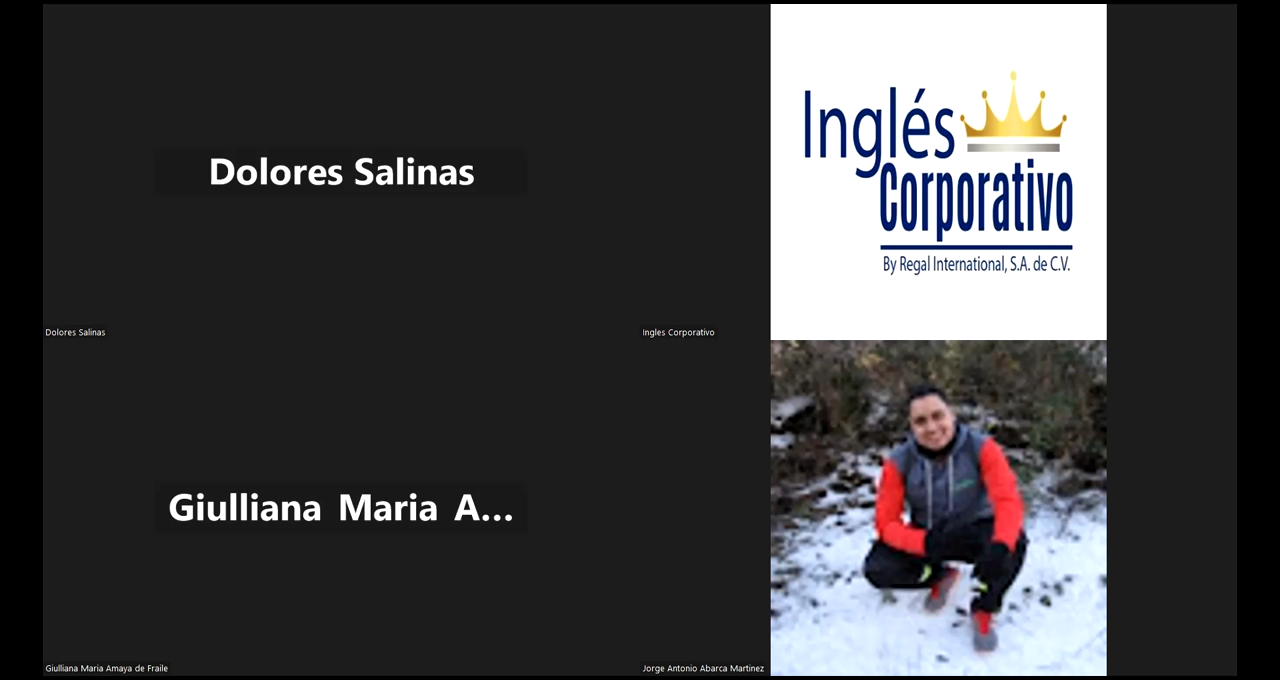 Dolores Salinas
Dolores Salinas
Inglés
Corporativo
By Regal International, S.A. de C.V.
Ingles Corporativo
Giulliana Maria A...
Giulliana Maria Amaya de Fraile
Jorge Antonio Abarca Martinez